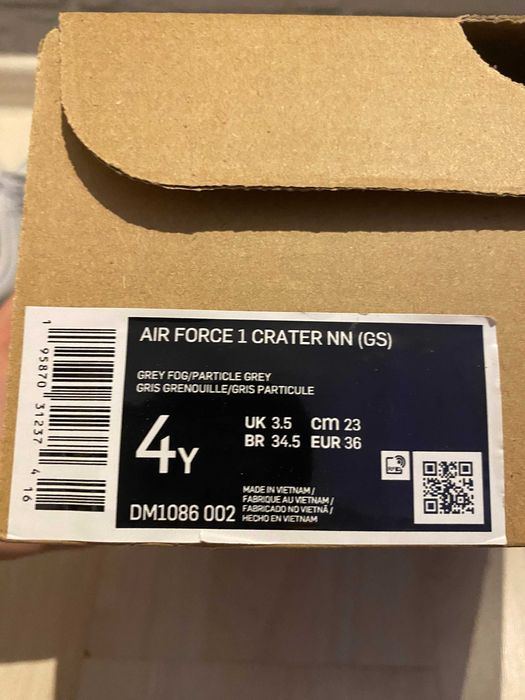 AIR FORCE 1 CRATER NN (GS)
GREY FOG/PARTICLE GREY
GRIS GRENOUILLE/GRIS PARTICULE
4Y
UK 3.5 cm 23
BR 34.5 EUR 36
DM1086 002
MADE IN VIETNAM /
FABRIQUE AU VIETNAM /
FABRICADO NO VIETNÃ /
HECHO EN VIETNAM
1 95870 31237 4 16